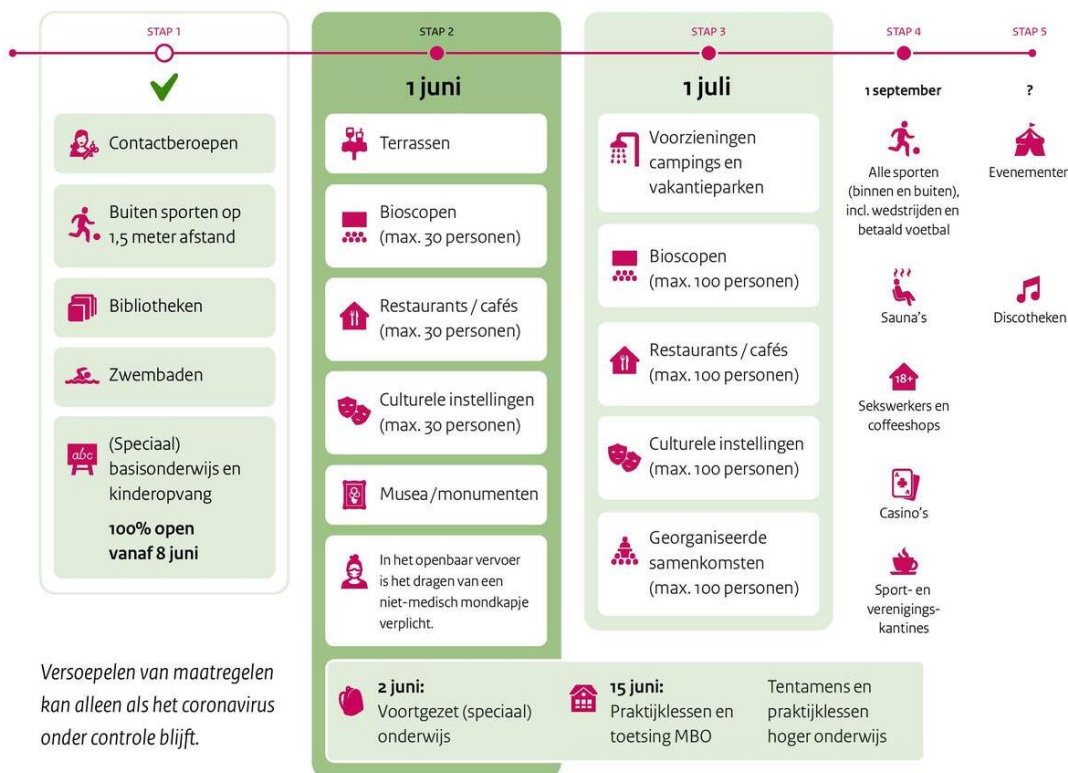 STAP 1
Contactberoepen
Buiten sporten op
1,5 meter afstand
Bibliotheken
Zwembaden
abc
(Speciaal)
basisonderwijs en
kinderopvang
100% open
vanaf 8 juni
STAP 2
1 juni
Terrassen
Bioscopen
(max. 30 personen)
Restaurants / cafés
(max. 30 personen)
Culturele instellingen
(max. 30 personen)
Musea/monumenten
In het openbaar vervoer
is het dragen van een
niet-medisch mondkapje
verplicht.
STAP 3
1 juli
Voorzieningen
campings en
vakantieparken
Bioscopen
(max. 100 personen)
Restaurants / cafés
(max. 100 personen)
Culturele instellingen
(max. 100 personen)
Georganiseerde
samenkomsten
(max. 100 personen)
STAP 4
1 september
Alle sporten
(binnen en buiten),
incl. wedstrijden en
betaald voetbal
Sauna's
18+
Sekswerkers en
coffeeshops
A
Casino's
Sport- en
verenigings-
kantines
STAP 5
?
Evenementen
Discotheken
2 juni:
Voortgezet (speciaal)
onderwijs
15 juni:
Praktijklessen en
toetsing MBO
Tentamens en
praktijklessen
hoger onderwijs
Versoepelen van maatregelen
kan alleen als het coronavirus
onder controle blijft.